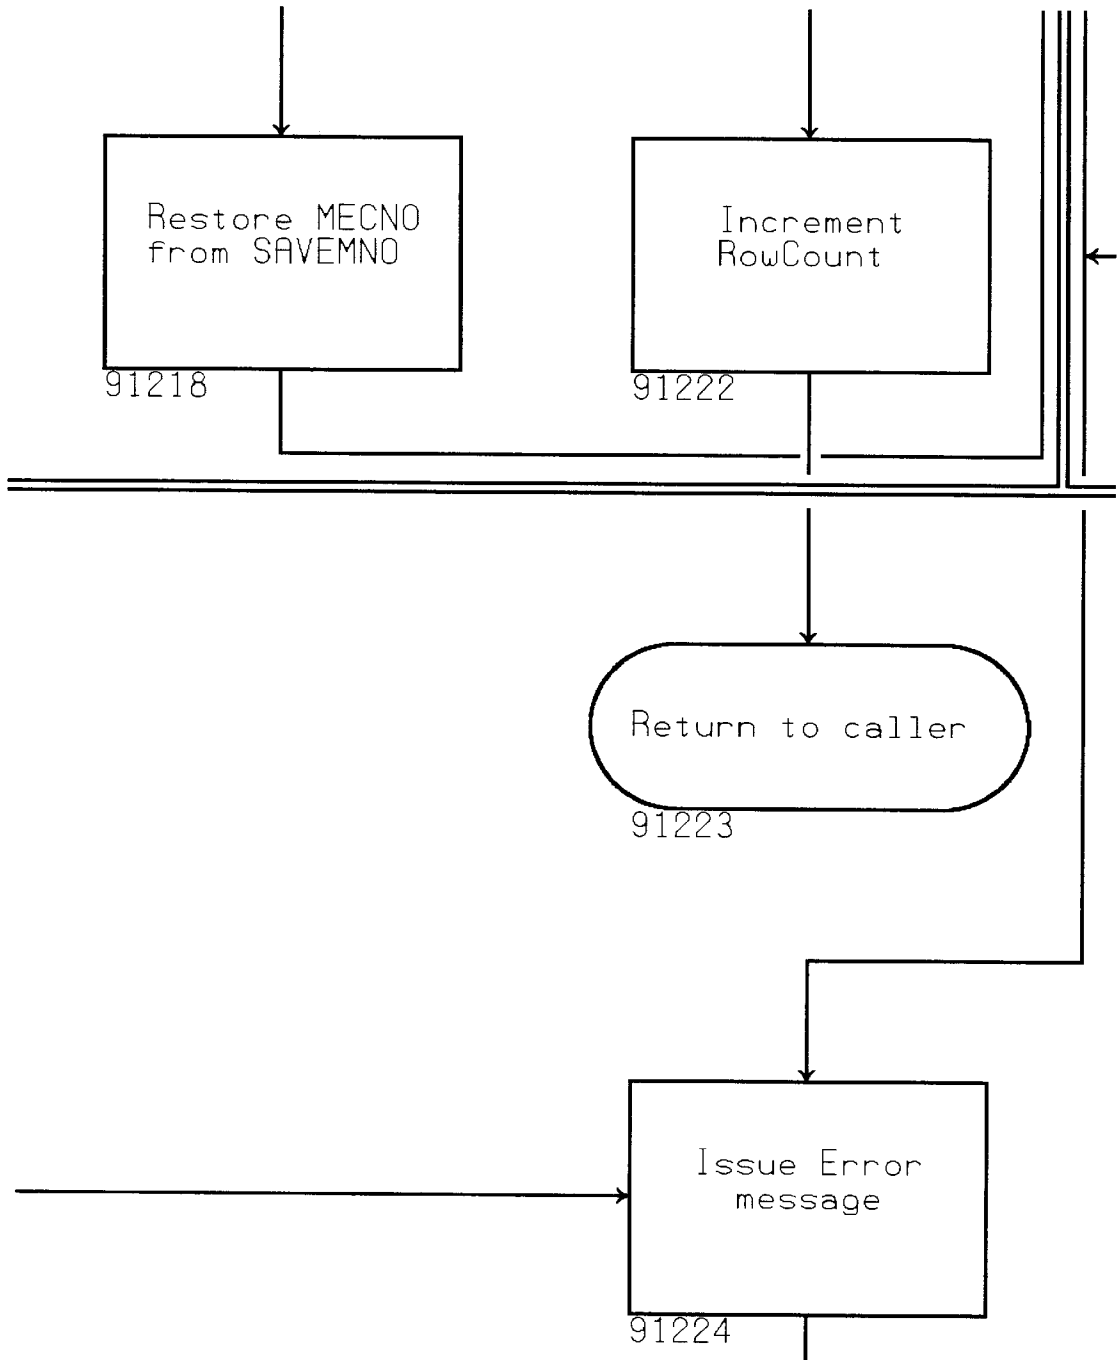 Restore MECNO
from SAVEMNO
91218
Increment
RowCount
91222
Return to caller
91223
Issue Error
message
91224